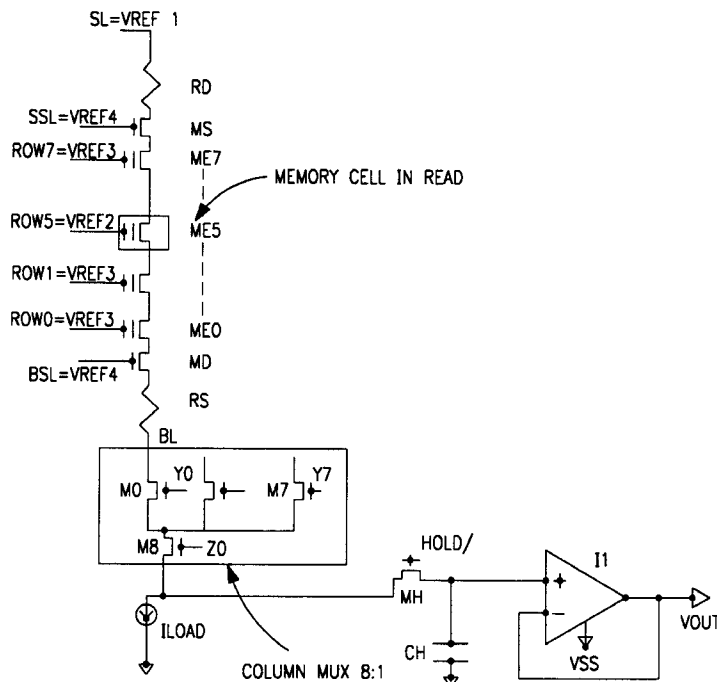 SL=VREF 1
RD
SSL=VREF4
MS
ROW7=VREF3
ME7
MEMORY CELL IN READ
ROW5=VREF2
ME5
ROW1=VREF3
ROW0=VREF3
ME0
MD
BSL=VREF4
RS
BL
M0
Y0
M7
Y7
M8
Z0
HOLD/
MH
I1
+
−
ILOAD
CH
VSS
VOUT
COLUMN MUX 8:1